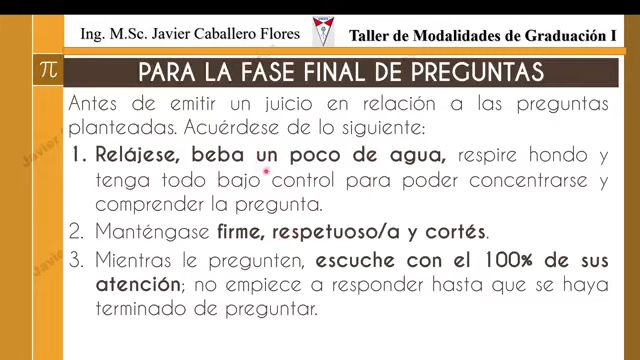 Ing. M.Sc. Javier Caballero Flores
Taller de Modalidades de Graduación I
π
PARA LA FASE FINAL DE PREGUNTAS
Antes de emitir un juicio en relación a las preguntas
planteadas. Acuérdese de lo siguiente:
1. Relájese, beba un poco de agua, respire hondo y
tenga todo bajo control para poder concentrarse y
comprender la pregunta.
2. Manténgase firme, respetuoso/a y cortés.
3. Mientras le pregunten, escuche con el 100% de sus
atención; no empiece a responder hasta que se haya
terminado de preguntar.